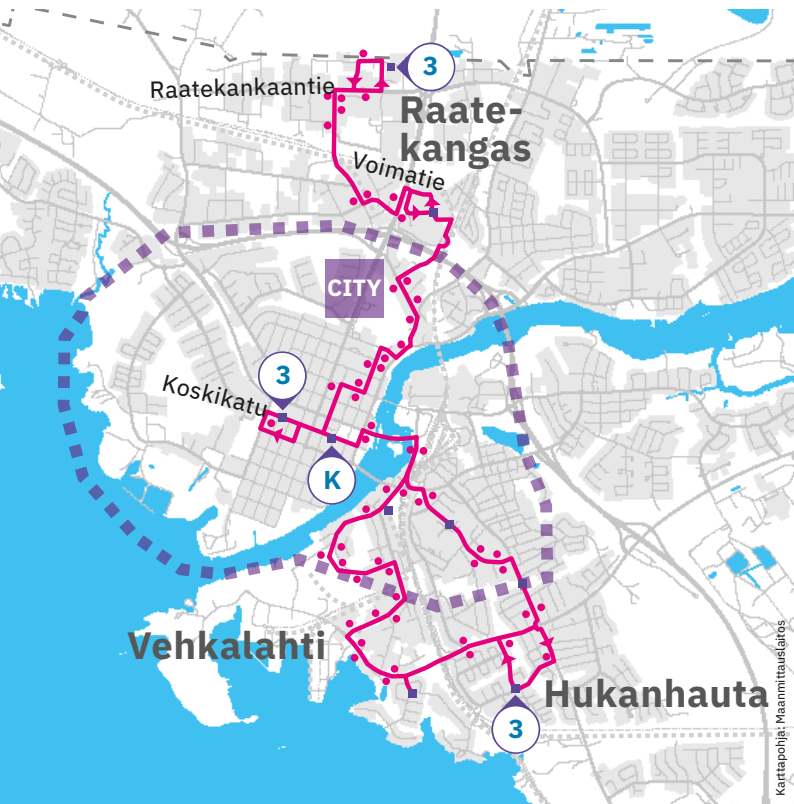 3
Raatekankaantie
Raate-
kangas
Voimatie
CITY
3
Koskikatu
K
Vehkalahti
Hukanhauta
3
Karttapohja: Maanmittauslaitos